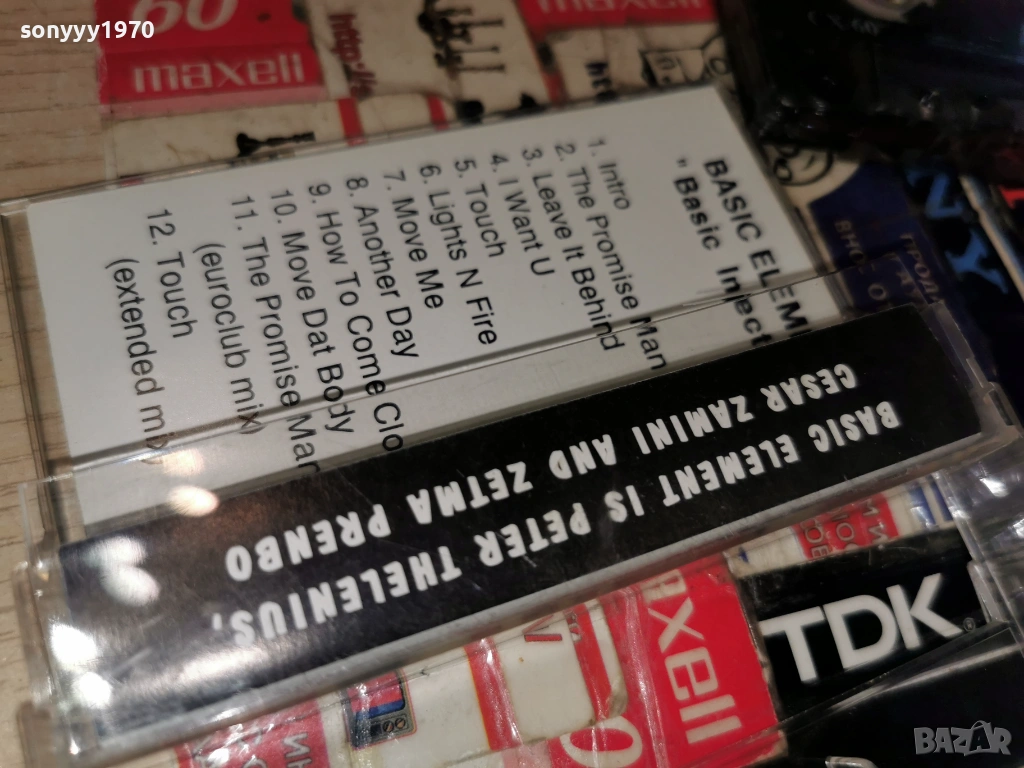 sonyyy1970
60
maxell
BASIC ELEM
"Basic Inject
1. Intro
2. The Promise Man
3. Leave It Behind
4. I Want U
5. Touch
6. Lights N Fire
7. Move Me
8. Another Day
9. How To Come Clo
10. Move Dat Body
(euroclub mix)
11. The Promise Man
12. Touch
(extended mix)
BASIC ELEMENT IS PETER THELENIUS,
CESAR ZAMINI AND ZETMA PRENBO
maxell
TDK
BAZAR